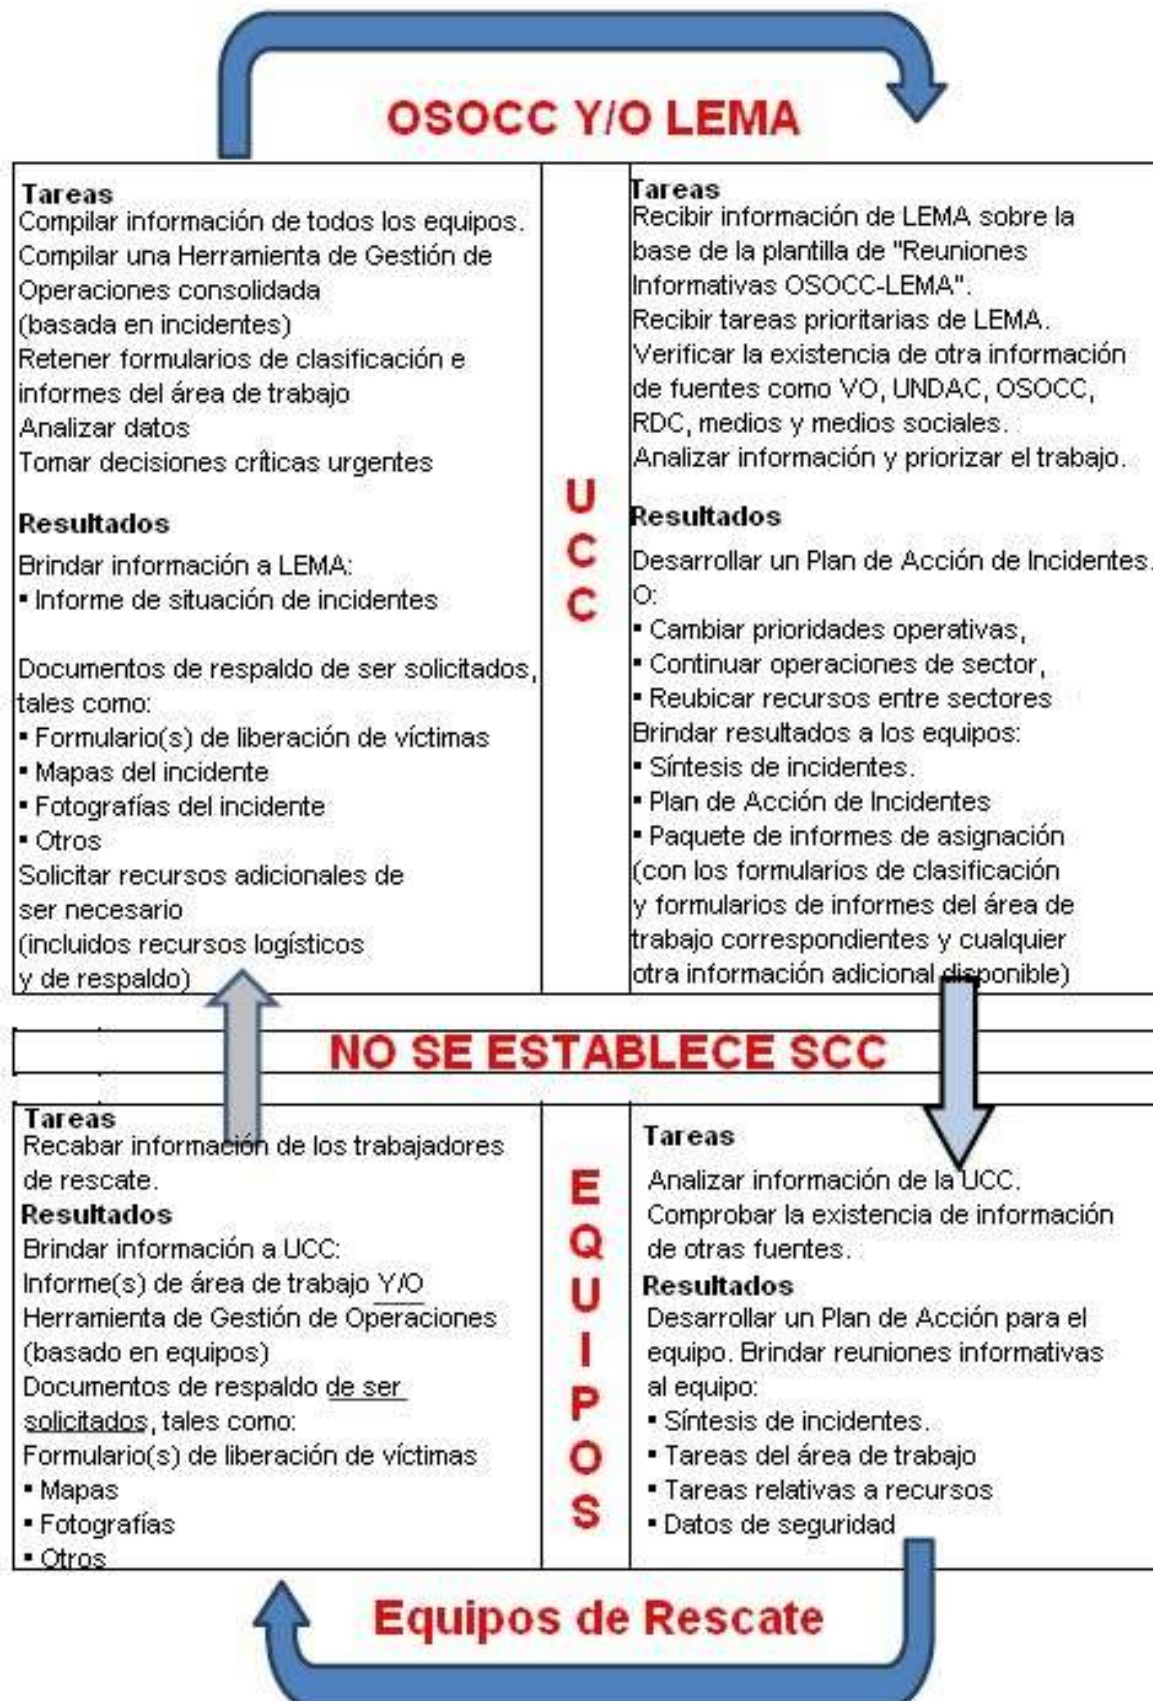 OSOCC Y/O LEMA
Tareas
Compilar información de todos los equipos.
Compilar una Herramienta de Gestión de
Operaciones consolidada
(basada en incidentes)
Retener formularios de clasificación e
informes del área de trabajo
Analizar datos
Tomar decisiones críticas urgentes
Resultados
Brindar información a LEMA:
▪ Informe de situación de incidentes
Documentos de respaldo de ser solicitados,
tales como:
▪ Formulario(s) de liberación de víctimas
▪ Mapas del incidente
▪ Fotografías del incidente
▪ Otros
Solicitar recursos adicionales de
ser necesario
(incluidos recursos logísticos
y de respaldo)
UCC
Tareas
Recibir información de LEMA sobre la
base de la plantilla de "Reuniones
Informativas OSOCC-LEMA".
Recibir tareas prioritarias de LEMA.
Verificar la existencia de otra información
de fuentes como VO, UNDAC, OSOCC,
RDC, medios y medios sociales.
Analizar información y priorizar el trabajo.
Resultados
Desarrollar un Plan de Acción de Incidentes.
O:
▪ Cambiar prioridades operativas,
▪ Continuar operaciones de sector,
▪ Reubicar recursos entre sectores
Brindar resultados a los equipos:
▪ Síntesis de incidentes.
▪ Plan de Acción de Incidentes
▪ Paquete de informes de asignación
(con los formularios de clasificación
y formularios de informes del área de
trabajo correspondientes y cualquier
otra información adicional disponible)
NO SE ESTABLECE SCC
Tareas
Recabar información de los trabajadores
de rescate.
Resultados
Brindar información a UCC:
Informe(s) de área de trabajo Y/O
Herramienta de Gestión de Operaciones
(basado en equipos)
Documentos de respaldo de ser
solicitados, tales como:
Formulario(s) de liberación de víctimas
▪ Mapas
▪ Fotografías
▪ Otros
EQUIPOS
Tareas
Analizar información de la UCC.
Comprobar la existencia de información
de otras fuentes.
Resultados
Desarrollar un Plan de Acción para el
equipo. Brindar reuniones informativas
al equipo:
▪ Síntesis de incidentes.
▪ Tareas del área de trabajo
▪ Tareas relativas a recursos
▪ Datos de seguridad
Equipos de Rescate